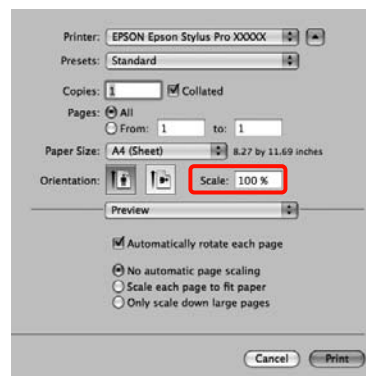 Printer: EPSON Epson Stylus Pro XXXXX
Presets: Standard
Copies: 1 Collated
Pages: All
From: 1 to: 1
Paper Size: A4 (Sheet) 8.27 by 11.69 inches
Orientation: Scale: 100 %
Preview
Automatically rotate each page
No automatic page scaling
Scale each page to fit paper
Only scale down large pages
Cancel Print